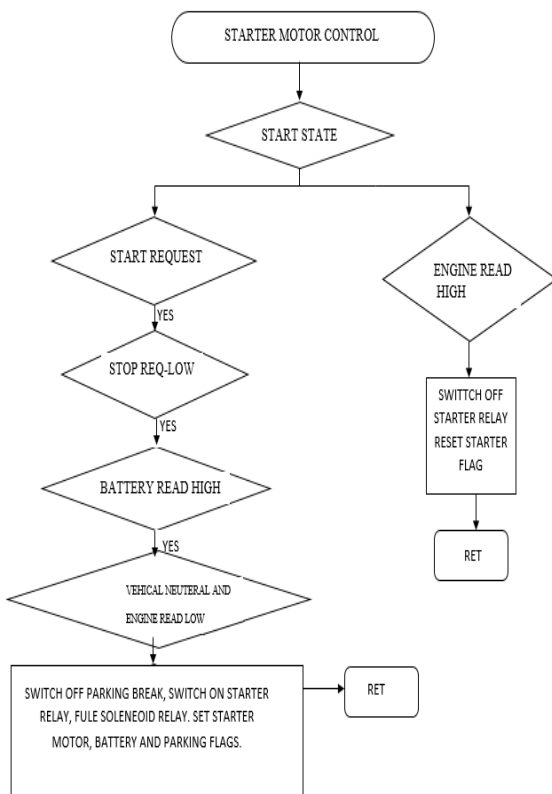 STARTER MOTOR CONTROL
START STATE
START REQUEST
YES
STOP REQ-LOW
YES
BATTERY READ HIGH
YES
VEHICAL NEUTERAL AND
ENGINE READ LOW
SWITCH OFF PARKING BREAK, SWITCH ON STARTER
RELAY, FULE SOLENEOID RELAY. SET STARTER
MOTOR, BATTERY AND PARKING FLAGS.
RET
ENGINE READ
HIGH
SWITTCH OFF
STARTER RELAY
RESET STARTER
FLAG
RET